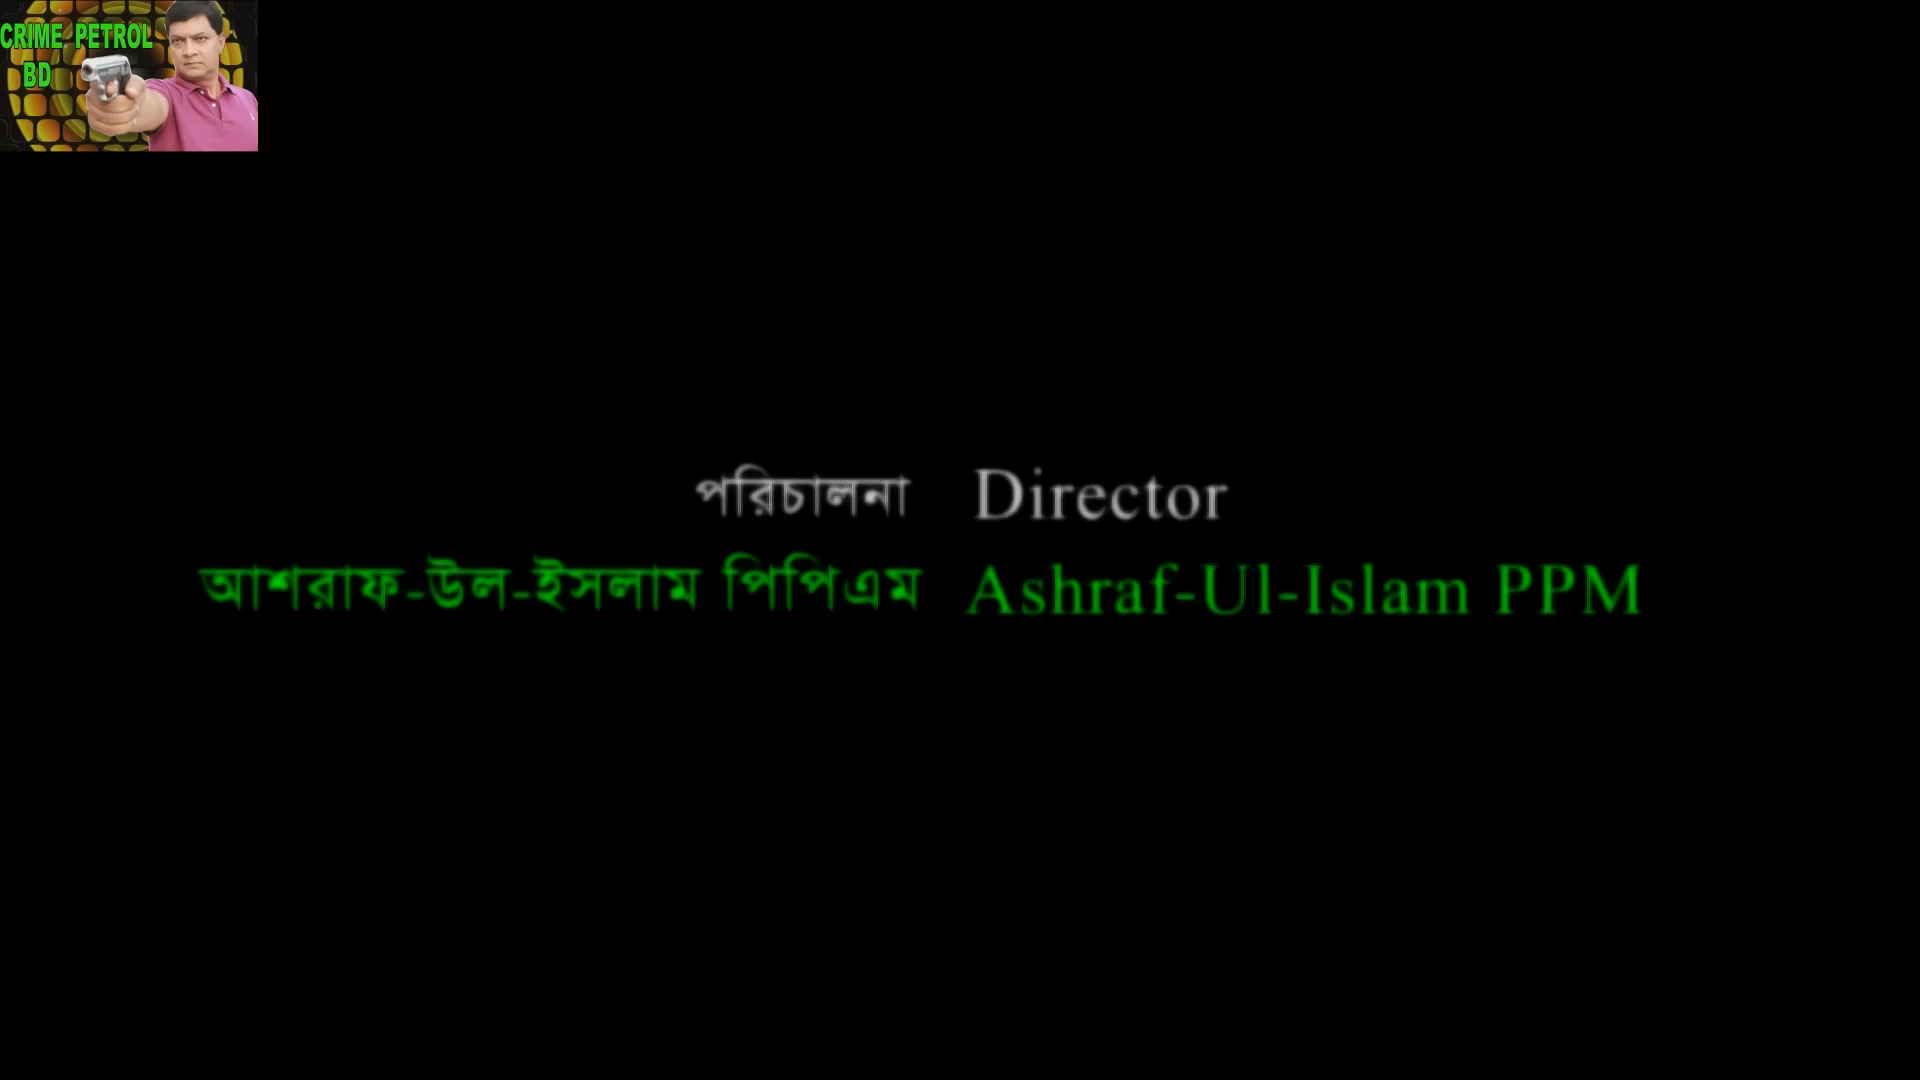 CRIME PETROL
BD
পরিচালনা Director
আশরাফ-উল-ইসলাম পিপিএম Ashraf-Ul-Islam PPM